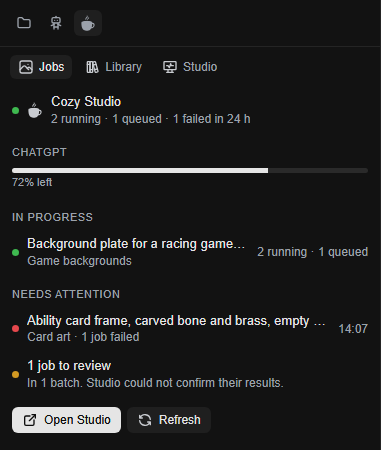 Jobs
Library
Studio
Cozy Studio
2 running · 1 queued · 1 failed in 24 h
CHATGPT
72% left
IN PROGRESS
Background plate for a racing game…
2 running · 1 queued
Game backgrounds
NEEDS ATTENTION
Ability card frame, carved bone and brass, empty …
14:07
Card art · 1 job failed
1 job to review
In 1 batch. Studio could not confirm their results.
Open Studio
Refresh